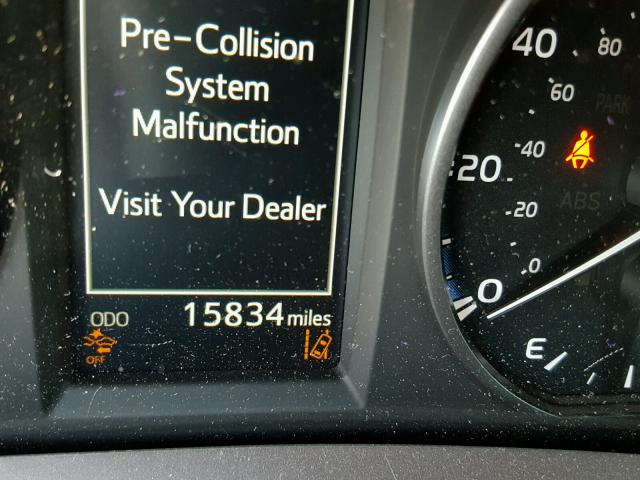 Pre-Collision
System
Malfunction
Visit Your Dealer
ODO 15834 miles
OFF
40 80
60
PARK
20 40
ABS
20
0
0
E